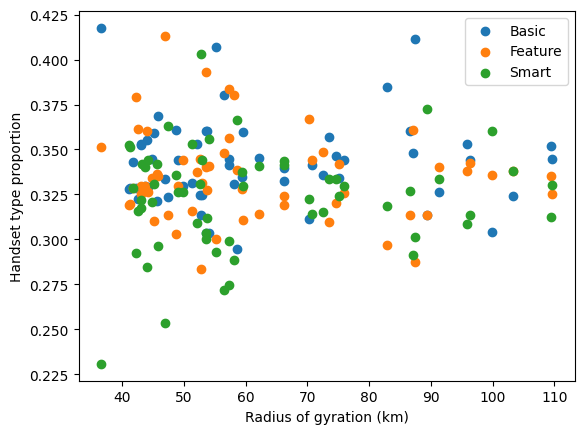 0.425
0.400
0.375
0.350
0.325
0.300
0.275
0.250
0.225
Handset type proportion
Basic
Feature
Smart
40 50 60 70 80 90 100 110
Radius of gyration (km)